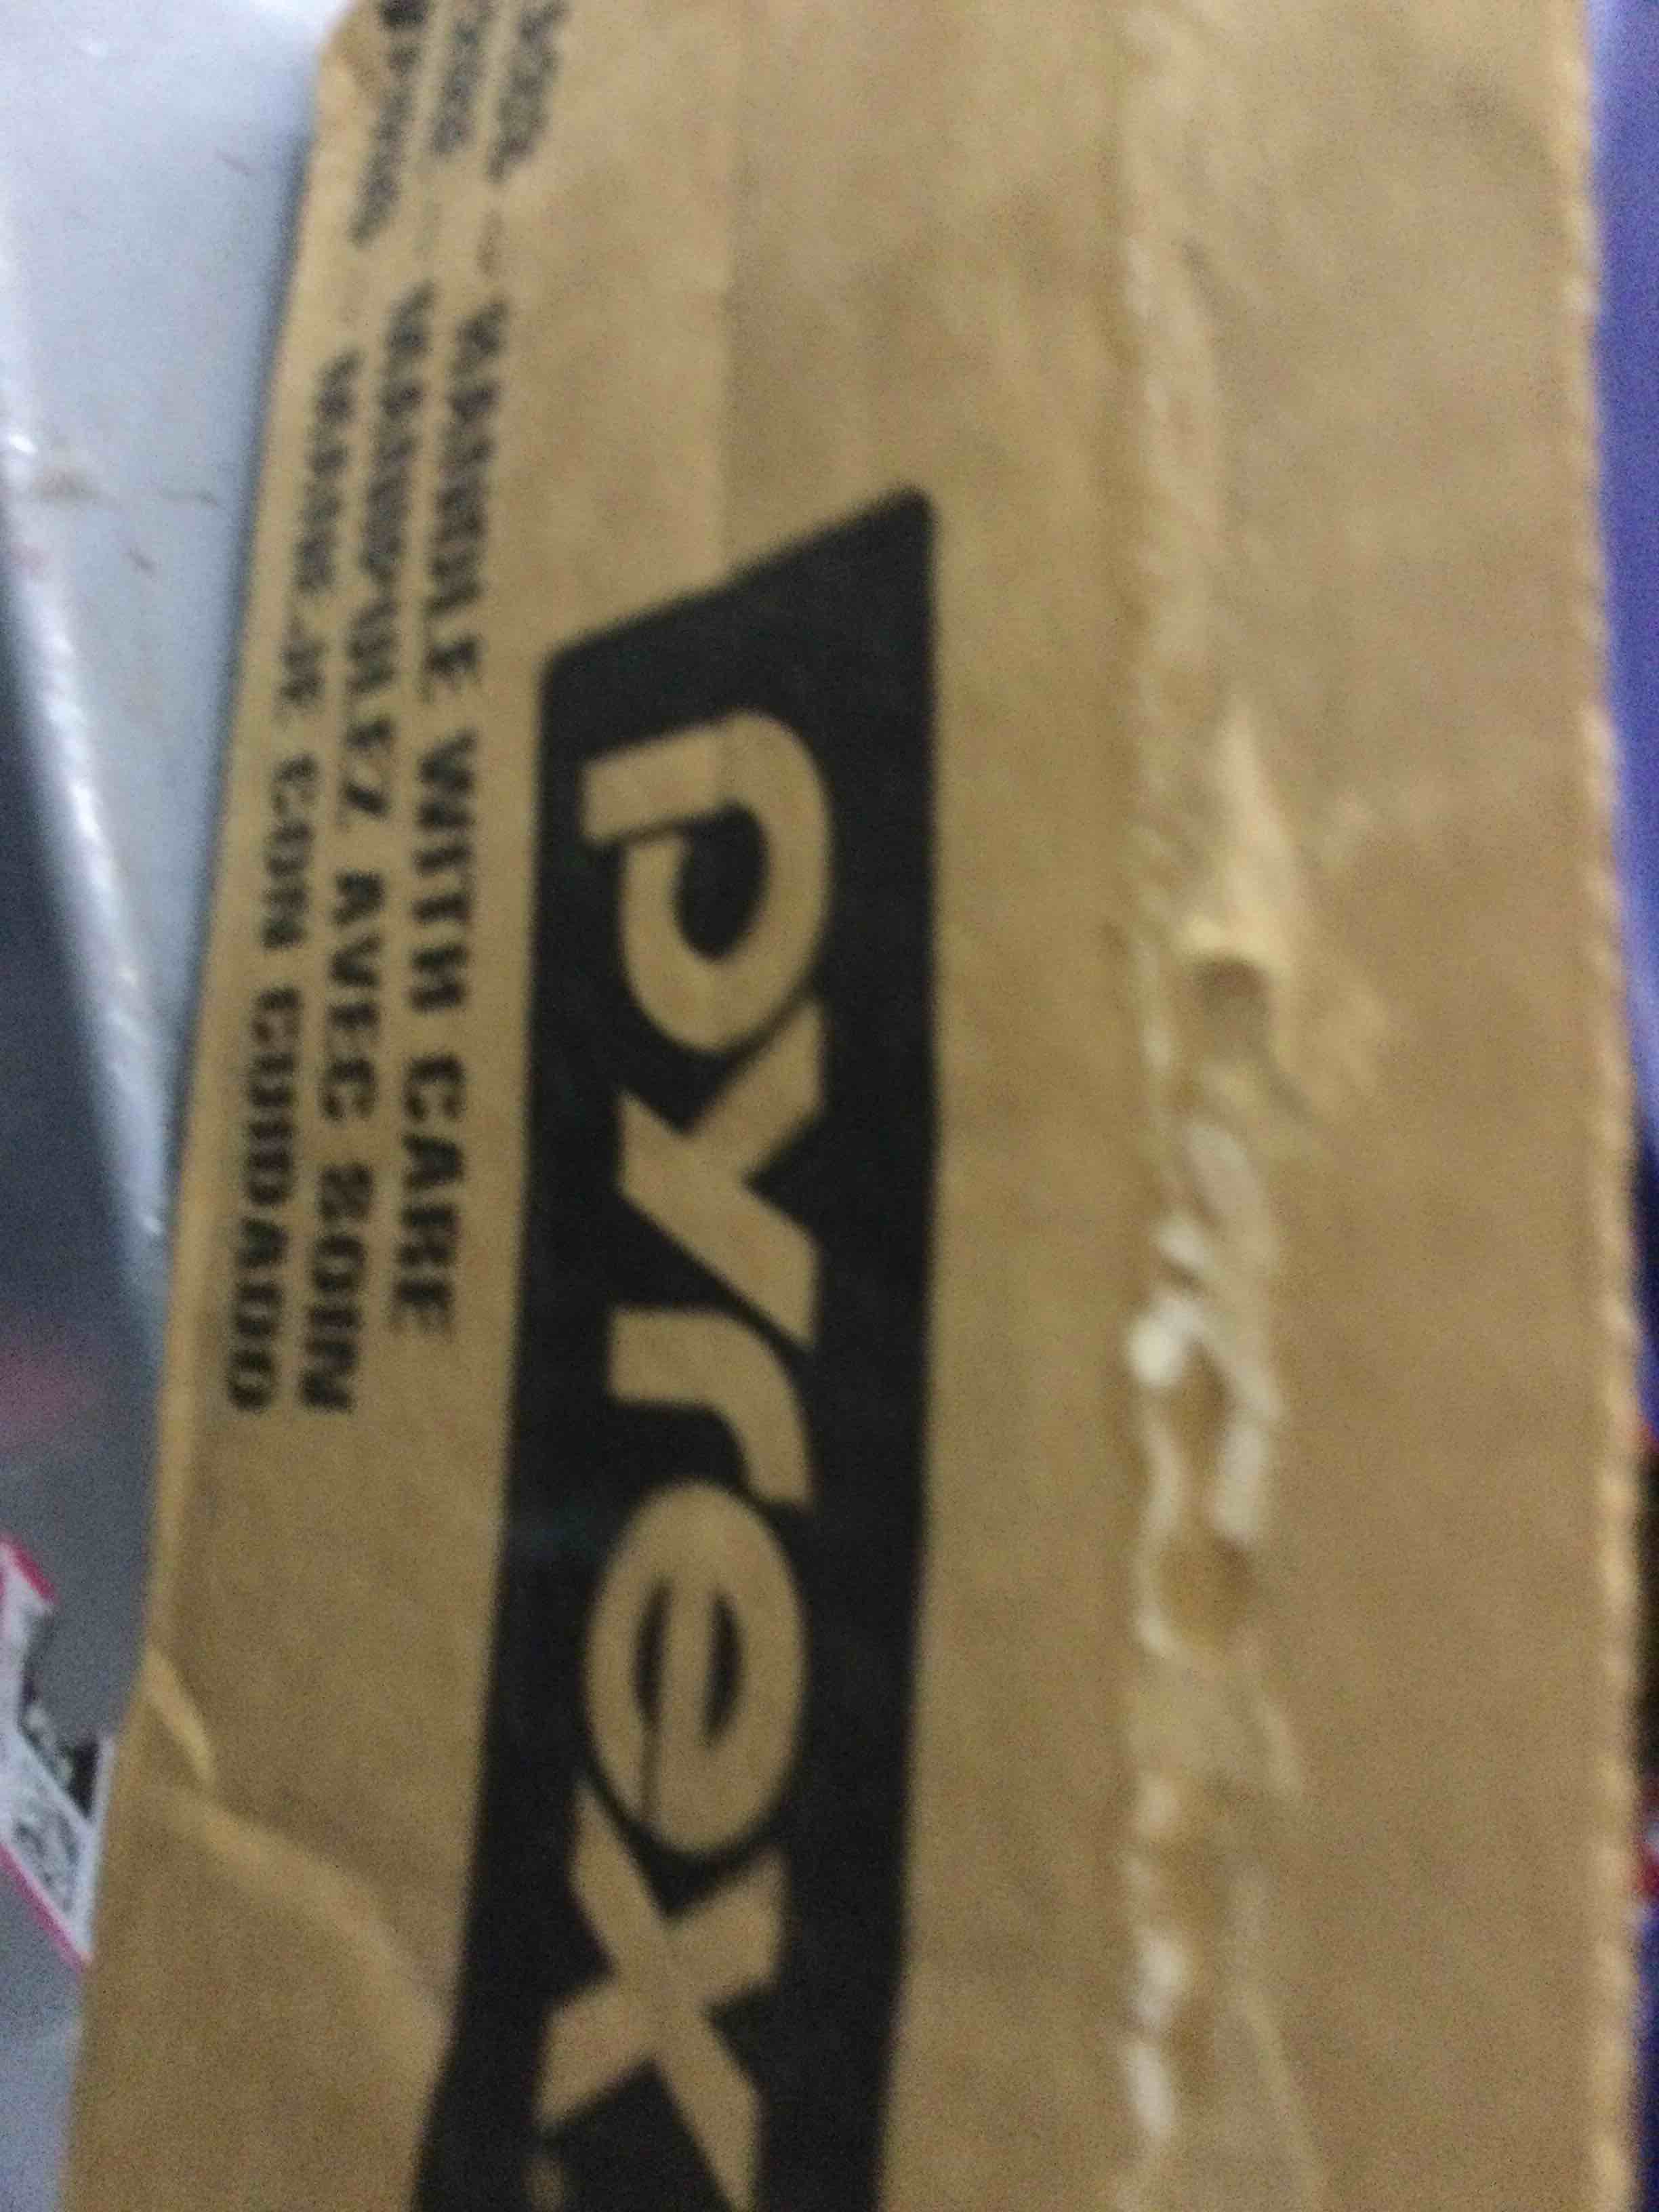 HANDLE WITH CARE
MANIPULEZ AVEC SOIN
MANEJE CON CUIDADO
pyrex